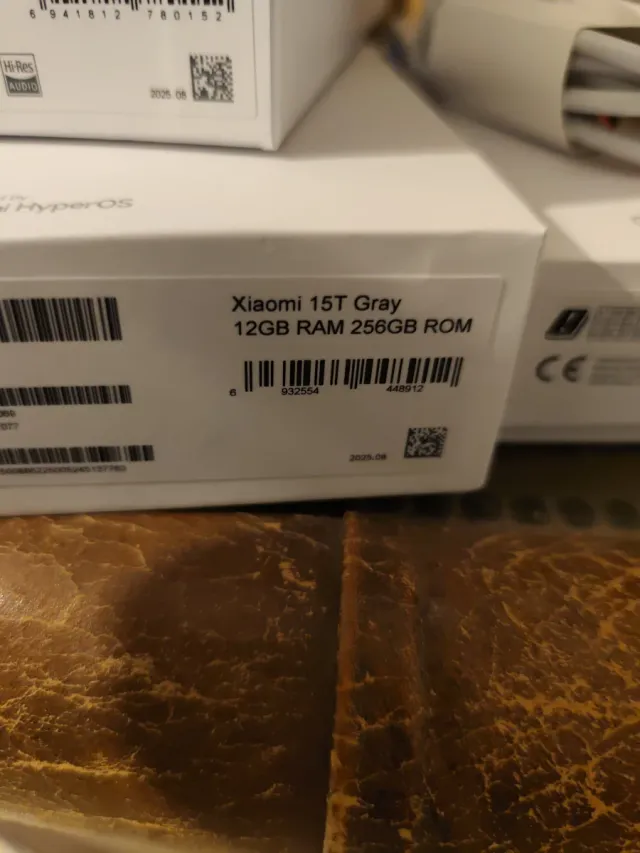 6 941812 780152
Hi-Res
AUDIO
2025.08
HyperOS
Xiaomi 15T Gray
12GB RAM 256GB ROM
6 932554 448912
2025.08
CE